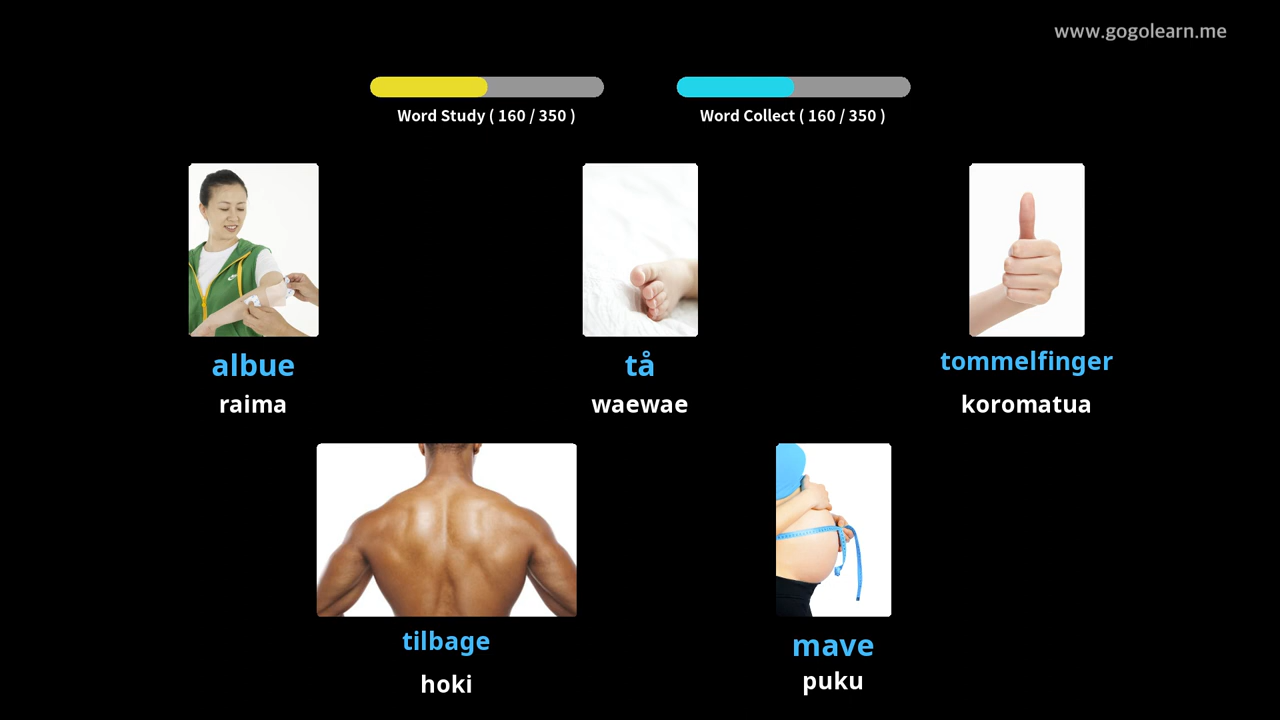 www.gogolearn.me
Word Study ( 160 / 350 )
Word Collect ( 160 / 350 )
albue
raima
tå
waewae
tommelfinger
koromatua
tilbage
hoki
mave
puku